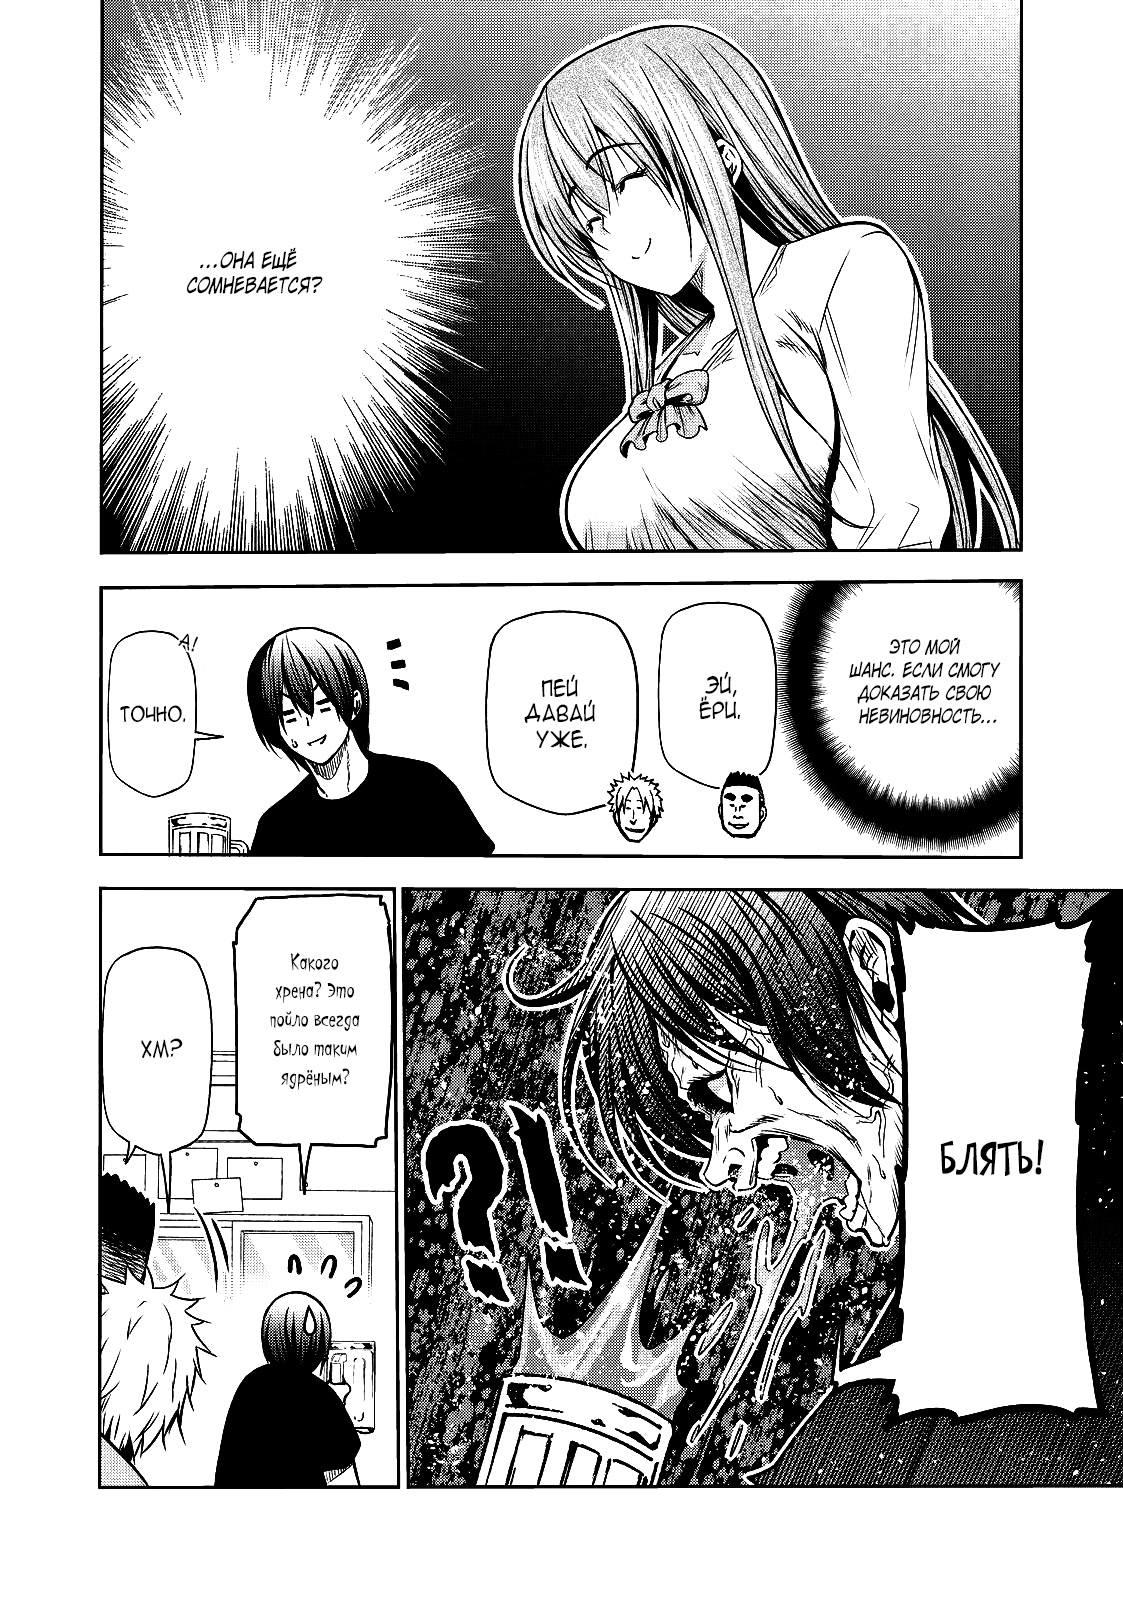 ...ОНА ЕЩЁ
СОМНЕВАЕТСЯ?
ЭТО МОЙ
ШАНС. ЕСЛИ СМОГУ
ДОКАЗАТЬ СВОЮ
НЕВИНОВНОСТЬ...
ЭЙ,
ЁРИ.
ПЕЙ
ДАВАЙ
УЖЕ.
А!
ТОЧНО.
БЛЯТЬ!
?!
Какого
хрена? Это
пойло всегда
было таким
ядрёным?
ХМ?